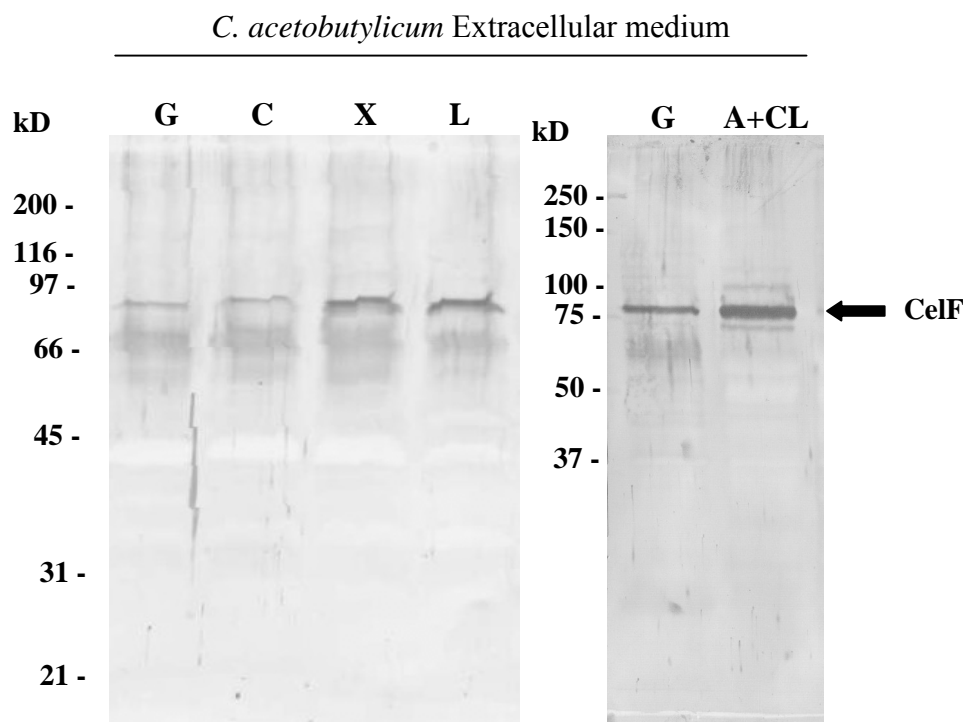 C. acetobutylicum Extracellular medium
G C X L
kD
200 -
116 -
97 -
66 -
45 -
31 -
21 -
G A+CL
kD
250 -
150 -
100 -
75 -
50 -
37 -
CelF